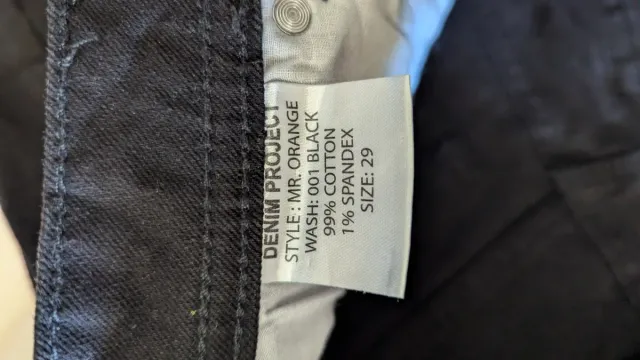 DENIM PROJECT
STYLE : MR. ORANGE
WASH: 001 BLACK
99% COTTON
1% SPANDEX
SIZE: 29